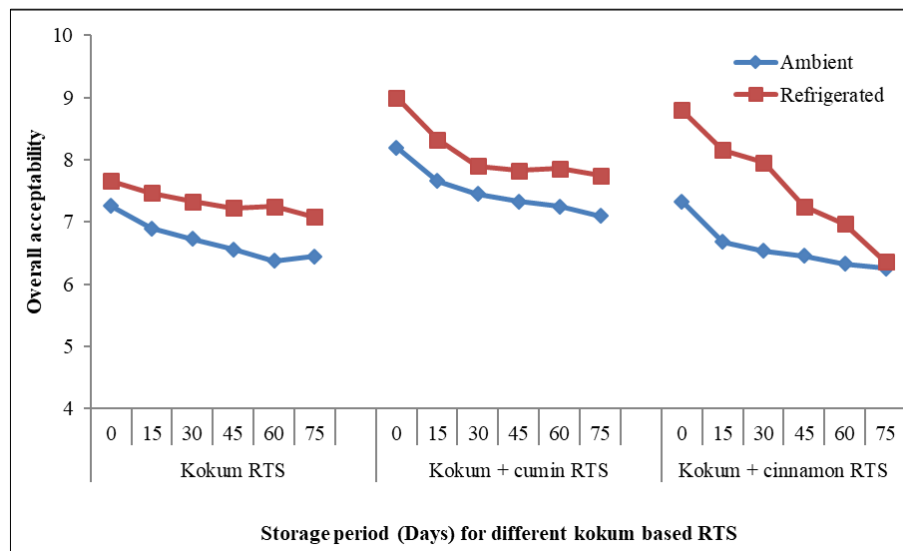 10
9
8
7
6
5
4
Overall acceptability
Ambient
Refrigerated
0 15 30 45 60 75 0 15 30 45 60 75 0 15 30 45 60 75
Kokum RTS Kokum + cumin RTS Kokum + cinnamon RTS
Storage period (Days) for different kokum based RTS